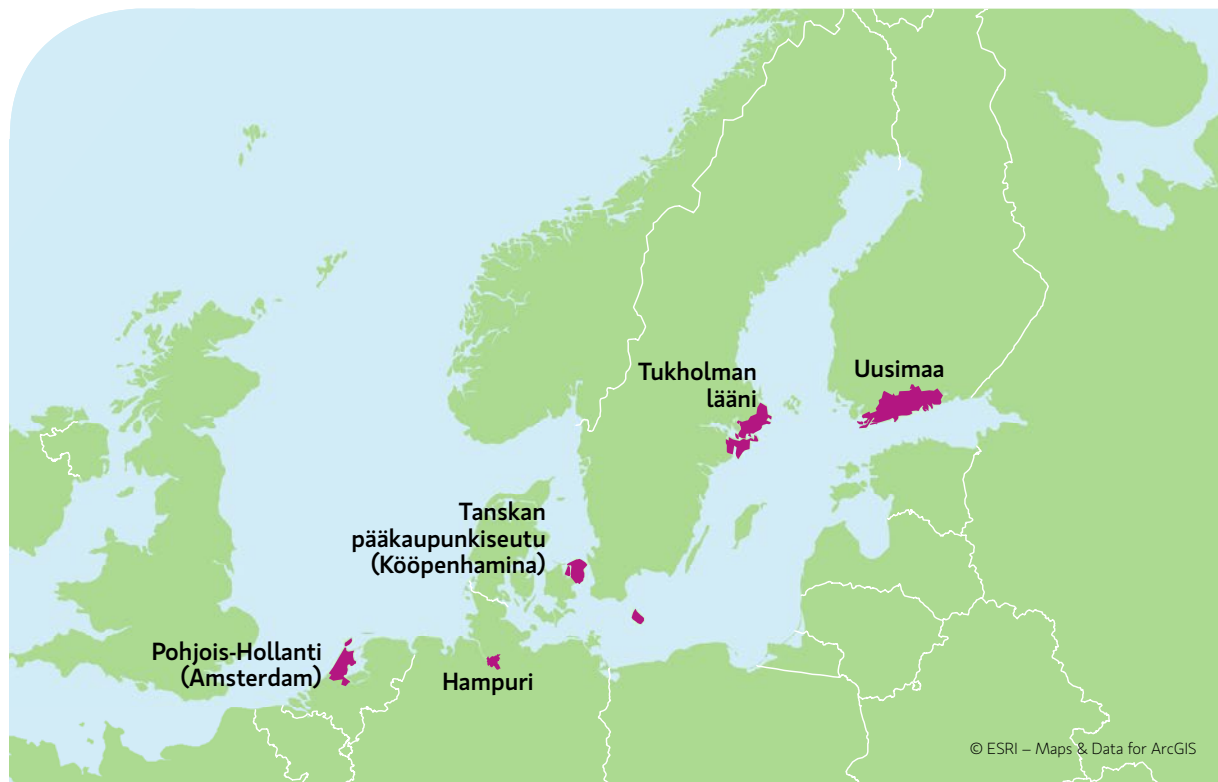 Tukholman
lääni
Uusimaa
Tanskan
pääkaupunkiseutu
(Kööpenhamina)
Pohjois-Hollanti
(Amsterdam)
Hampuri
© ESRI – Maps & Data for ArcGIS